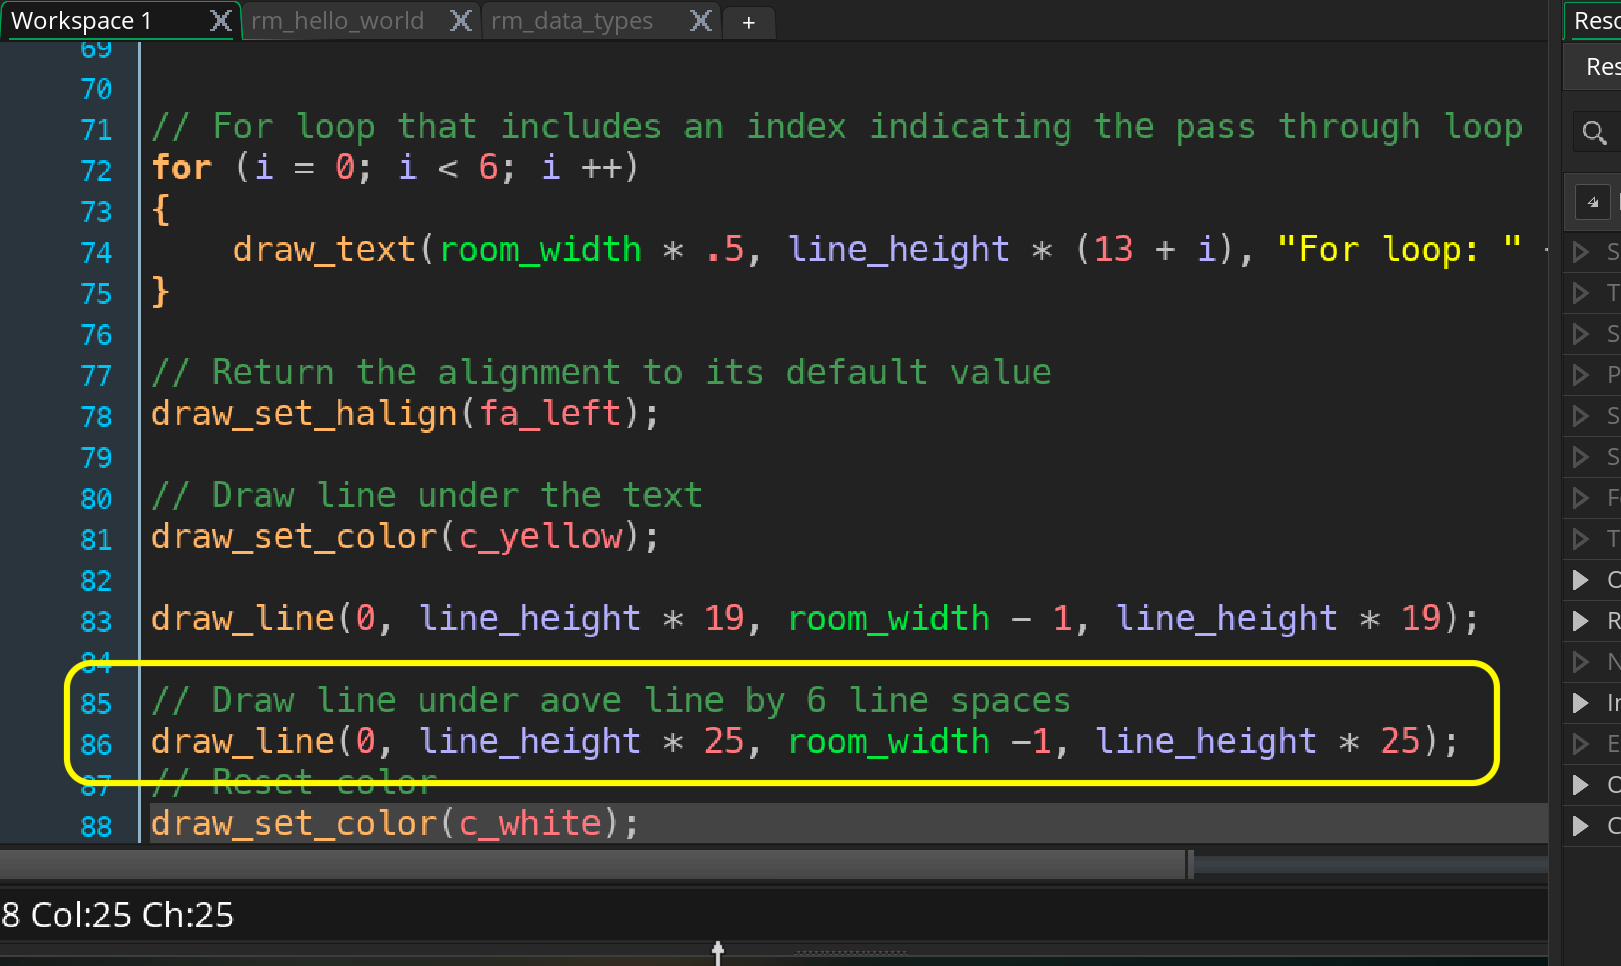 Workspace 1
rm_hello_world
rm_data_types
+
69
70
71 // For loop that includes an index indicating the pass through loop
72 for (i = 0; i < 6; i ++)
73 {
74 draw_text(room_width * .5, line_height * (13 + i), "For loop: "
75 }
76
77 // Return the alignment to its default value
78 draw_set_halign(fa_left);
79
80 // Draw line under the text
81 draw_set_color(c_yellow);
82
83 draw_line(0, line_height * 19, room_width - 1, line_height * 19);
84
85 // Draw line under aove line by 6 line spaces
86 draw_line(0, line_height * 25, room_width -1, line_height * 25);
87 // Reset color
88 draw_set_color(c_white);
8 Col:25 Ch:25